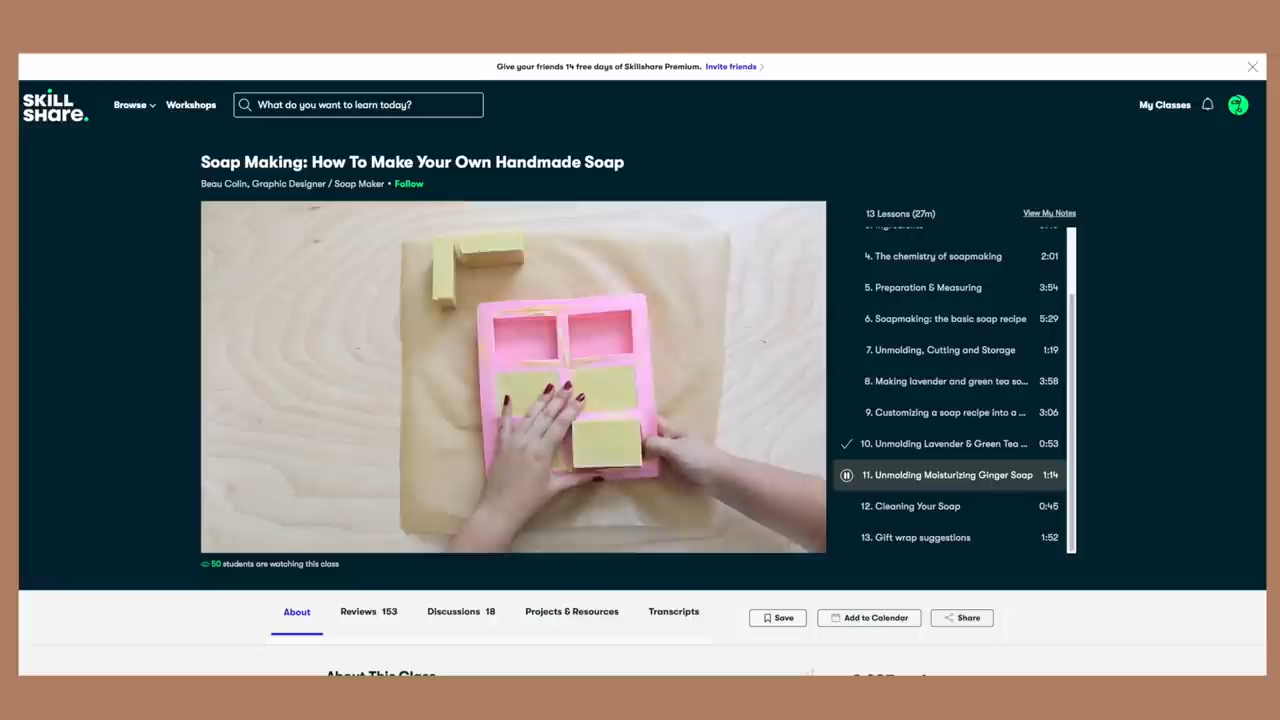 Give your friends 14 free days of Skillshare Premium. Invite friends
SKILL SHARE.
Browse
Workshops
What do you want to learn today?
My Classes
Soap Making: How To Make Your Own Handmade Soap
Beau Colin, Graphic Designer / Soap Maker • Follow
13 Lessons (27m)
View My Notes
4. The chemistry of soapmaking 2:01
5. Preparation & Measuring 3:54
6. Soapmaking: the basic soap recipe 5:29
7. Unmolding, Cutting and Storage 1:19
8. Making lavender and green tea so... 3:58
9. Customizing a soap recipe into a ... 3:06
10. Unmolding Lavender & Green Tea ... 0:53
11. Unmolding Moisturizing Ginger Soap 1:14
12. Cleaning Your Soap 0:45
13. Gift wrap suggestions 1:52
50 students are watching this class
About
Reviews 153
Discussions 18
Projects & Resources
Transcripts
Save
Add to Calendar
Share
About This Class